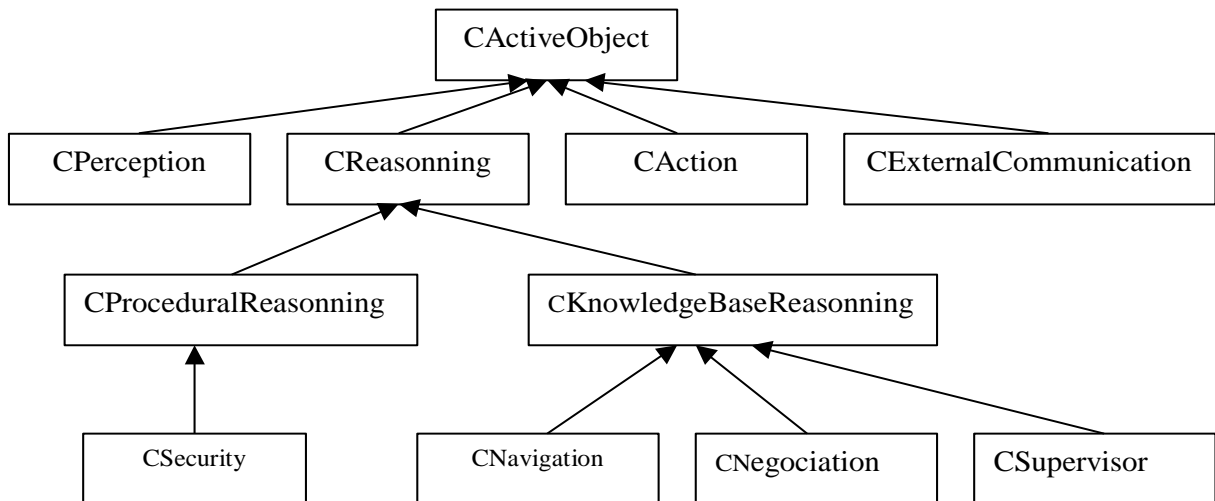 CActiveObject
CPerception
CReasonning
CAction
CExternalCommunication
CProceduralReasonning
CKnowledgeBaseReasonning
CSecurity
CNavigation
CNegociation
CSupervisor